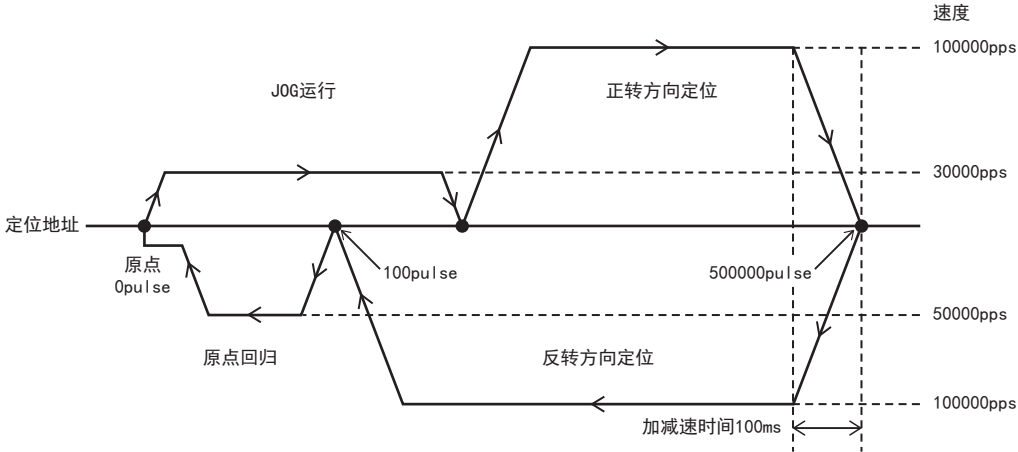 速度
100000pps
JOG运行
正转方向定位
30000pps
定位地址
原点
0pulse
100pulse
500000pulse
50000pps
原点回归
反转方向定位
100000pps
加减速时间100ms